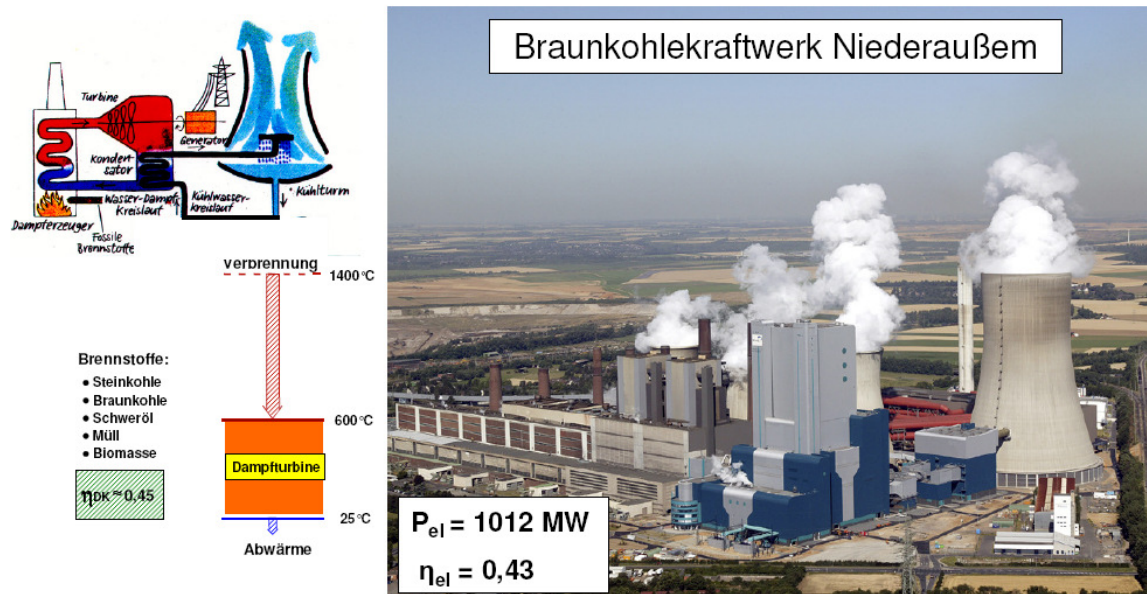 Braunkohlekraftwerk Niederaußem
Turbine
Generator
Konden-
sator
Wasser-Dampf
Kreislauf
Kühlwasser-
kreislauf
Kühlturm
Dampferzeuger
Fossile
Brennstoffe
Verbrennung
1400°C
Brennstoffe:
• Steinkohle
• Braunkohle
• Schweröl
• Müll
• Biomasse
600°C
Dampfturbine
ηDK ≈ 0,45
25°C
Abwärme
Pel = 1012 MW
ηel = 0,43